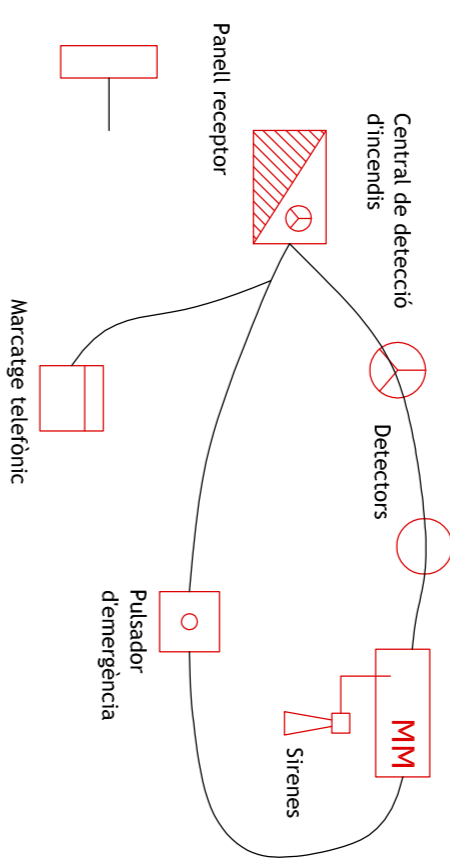 Central de detecció
d'incendis
Detectors
MM
Sirenes
Panell receptor
Pulsador
d'emergència
Marcatge telefònic